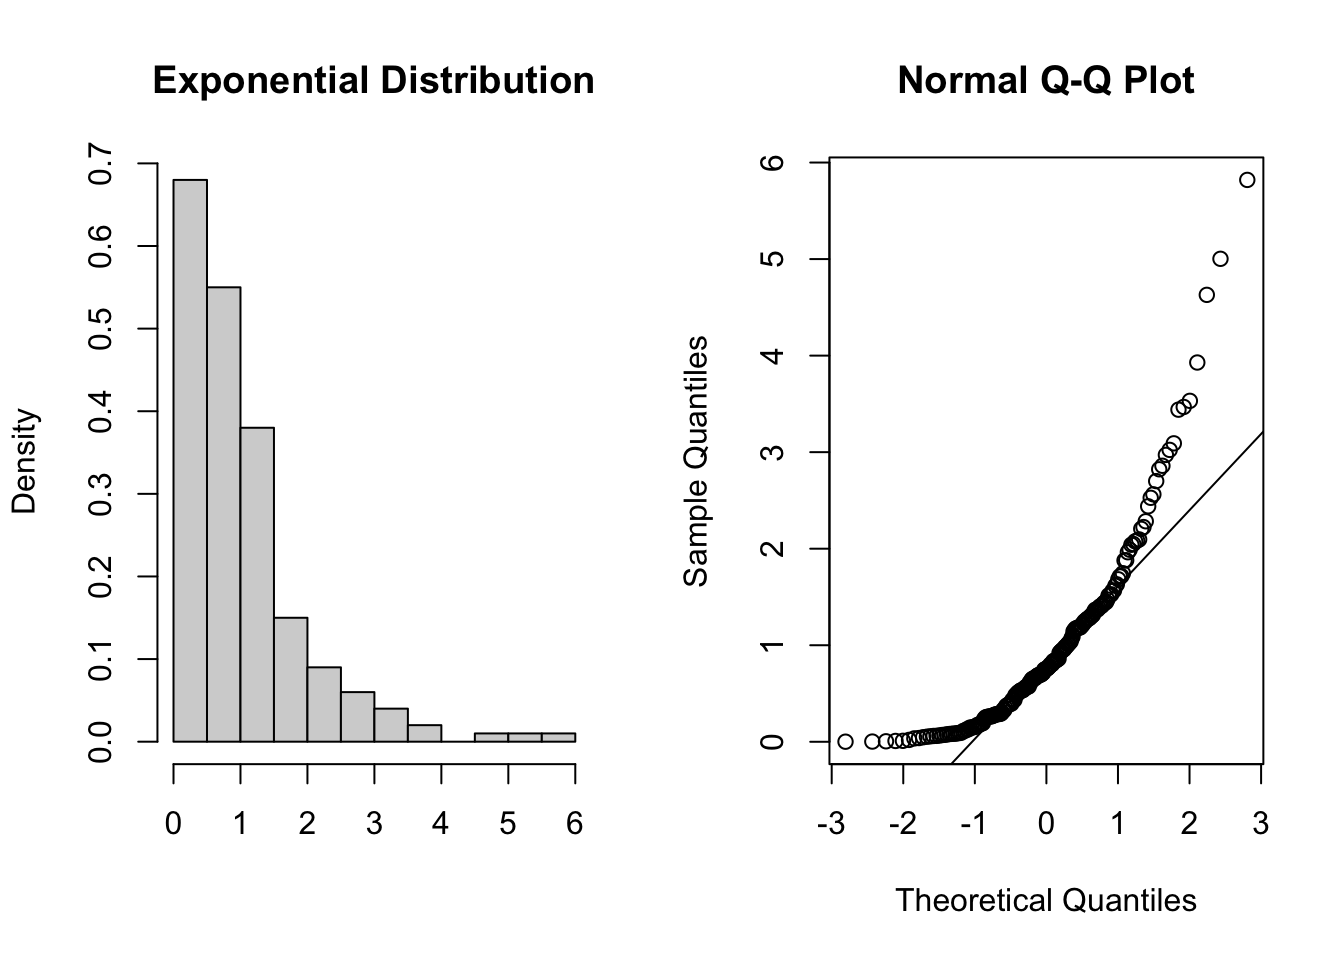 Exponential Distribution
Density
0.0 0.1 0.2 0.3 0.4 0.5 0.6 0.7
0 1 2 3 4 5 6
Normal Q-Q Plot
Sample Quantiles
0 1 2 3 4 5 6
-3 -2 -1 0 1 2 3
Theoretical Quantiles